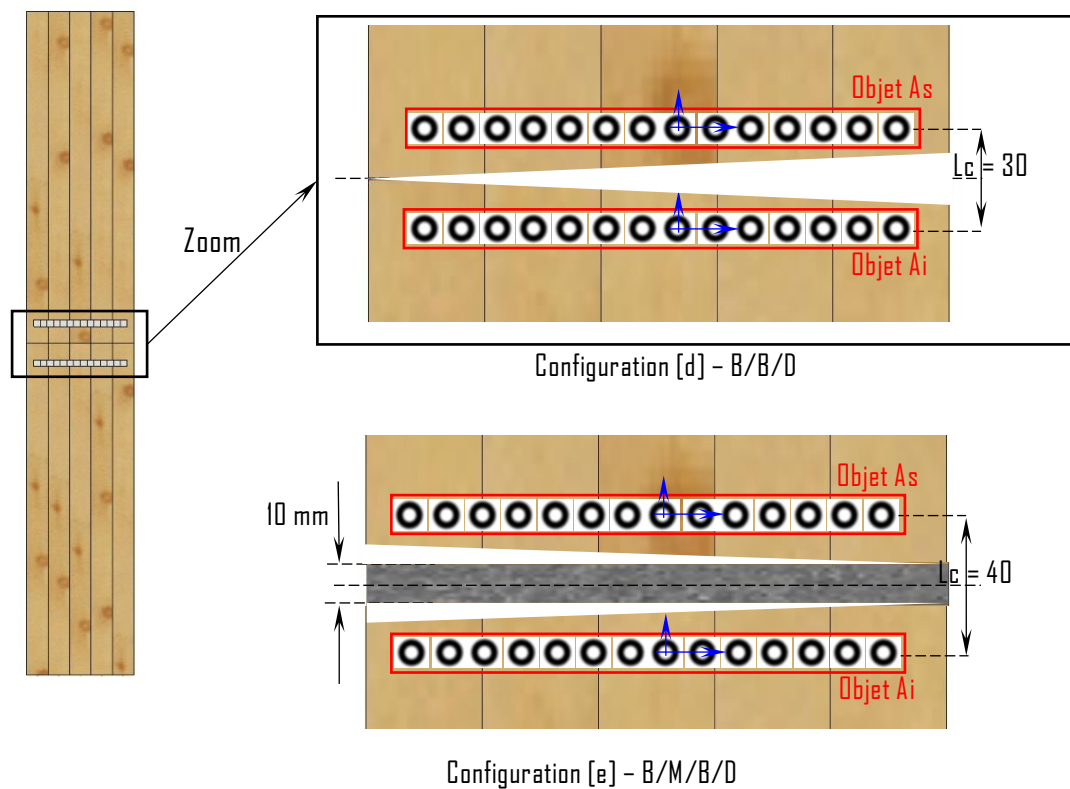 Objet As
Lc = 30
Zoom
Objet Ai
Configuration [d] – B/B/D
Objet As
10 mm
Lc = 40
Objet Ai
Configuration [e] – B/M/B/D